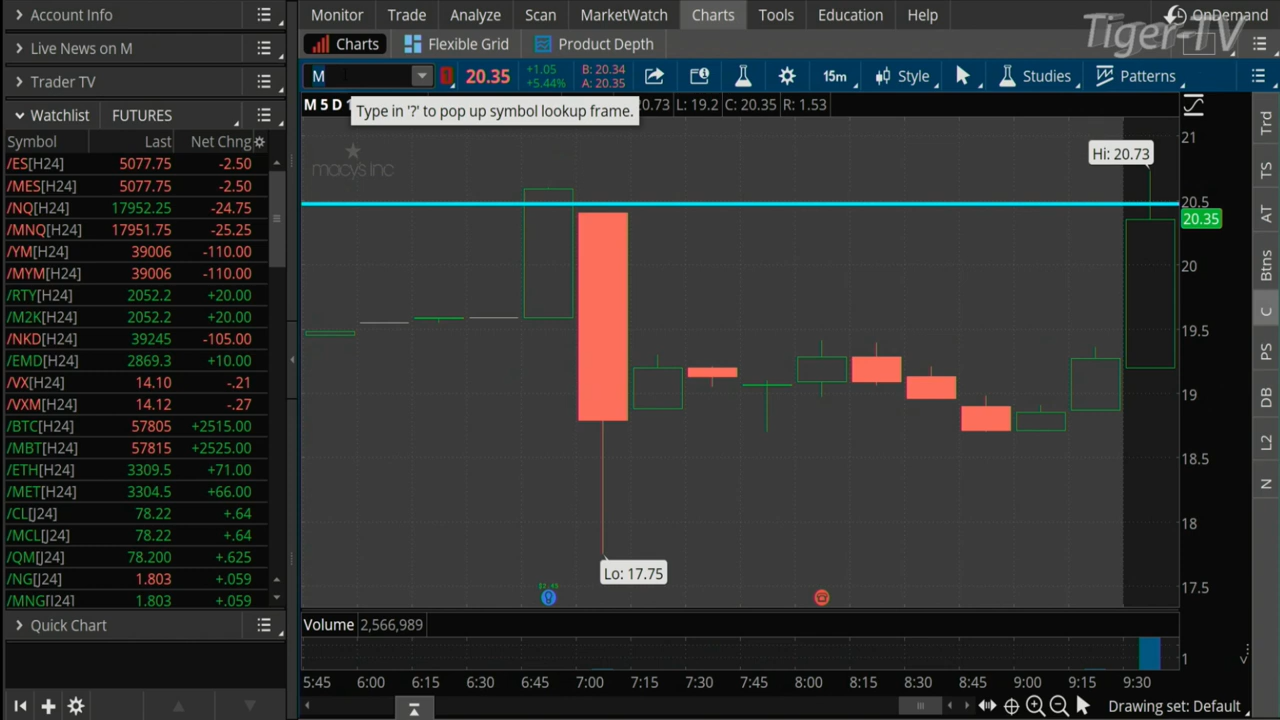 Account Info
Live News on M
Trader TV
Watchlist FUTURES
Symbol Last Net Chng
/ES[H24] 5077.75 -2.50
/MES[H24] 5077.75 -2.50
/NQ[H24] 17952.25 -24.75
/MNQ[H24] 17951.75 -25.25
/YM[H24] 39006 -110.00
/MYM[H24] 39006 -110.00
/RTY[H24] 2052.2 +20.00
/M2K[H24] 2052.2 +20.00
/NKD[H24] 39245 -105.00
/EMD[H24] 2869.3 +10.00
/VX[H24] 14.10 -.21
/VXM[H24] 14.12 -.27
/BTC[H24] 57805 +2515.00
/MBT[H24] 57815 +2525.00
/ETH[H24] 3309.5 +71.00
/MET[H24] 3304.5 +66.00
/CL[J24] 78.22 +.64
/MCL[J24] 78.22 +.64
/QM[J24] 78.200 +.625
/NG[J24] 1.803 +.059
/MNG[J24] 1.803 +.059
Quick Chart
Monitor Trade Analyze Scan MarketWatch Charts Tools Education Help
OnDemand
Tiger-TV
Charts Flexible Grid Product Depth
M 20.35 +1.05 +5.44% B: 20.34 A: 20.35 15m Style Studies Patterns
M 5 D 20.73 L: 19.2 C: 20.35 R: 1.53
Type in '?' to pop up symbol lookup frame.
macys inc
Hi: 20.73
Lo: 17.75
21
20.5
20.35
20
19.5
19
18.5
18
17.5
Volume 2,566,989
1
5:45 6:00 6:15 6:30 6:45 7:00 7:15 7:30 7:45 8:00 8:15 8:30 8:45 9:00 9:15 9:30
Drawing set: Default
Trd
TS
AT
Btns
C
PS
DB
L2
N